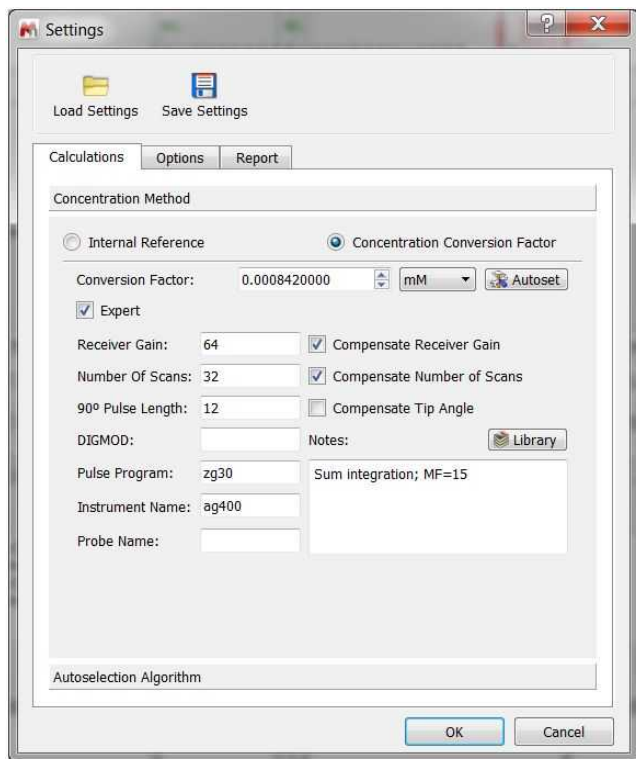 Settings
Load Settings Save Settings
Calculations Options Report
Concentration Method
Internal Reference Concentration Conversion Factor
Conversion Factor: 0.0008420000 mM Autoset
Expert
Receiver Gain: 64 Compensate Receiver Gain
Number Of Scans: 32 Compensate Number of Scans
90º Pulse Length: 12 Compensate Tip Angle
DIGMOD: Notes: Library
Pulse Program: zg30 Sum integration; MF=15
Instrument Name: ag400
Probe Name:
Autoselection Algorithm
OK Cancel